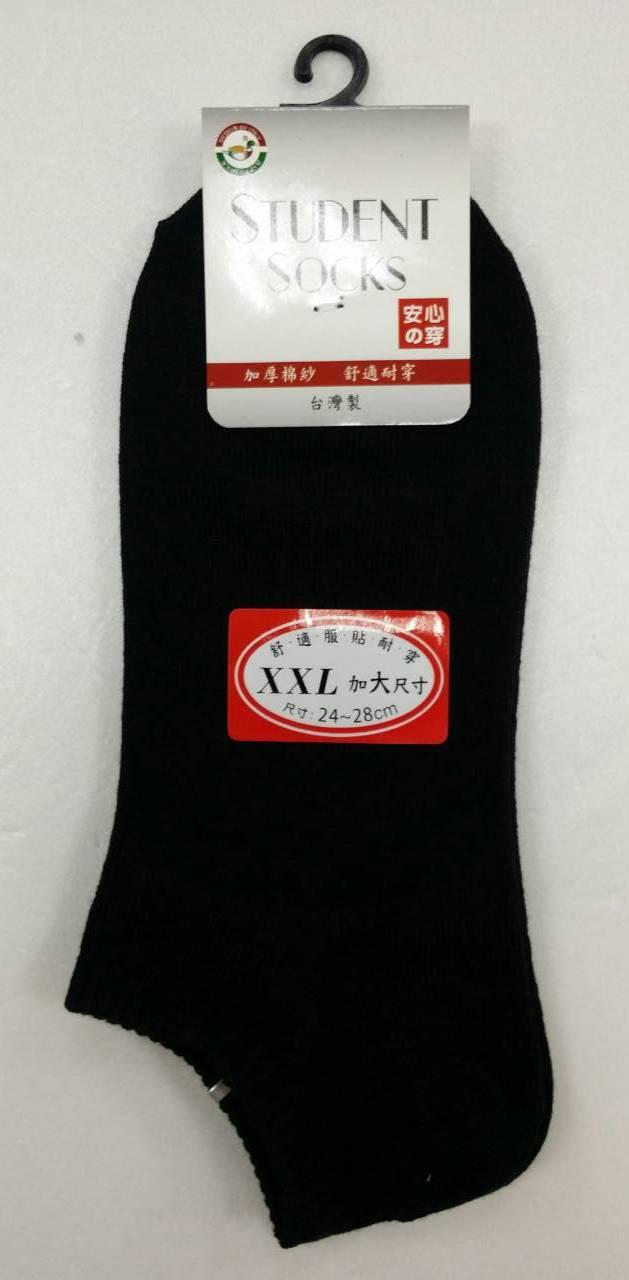 STUDENT
SOCKS
安心
の穿
加厚棉紗 舒適耐穿
台灣製
舒·適·服·貼·耐·穿
XXL 加大尺寸
尺寸:24~28cm